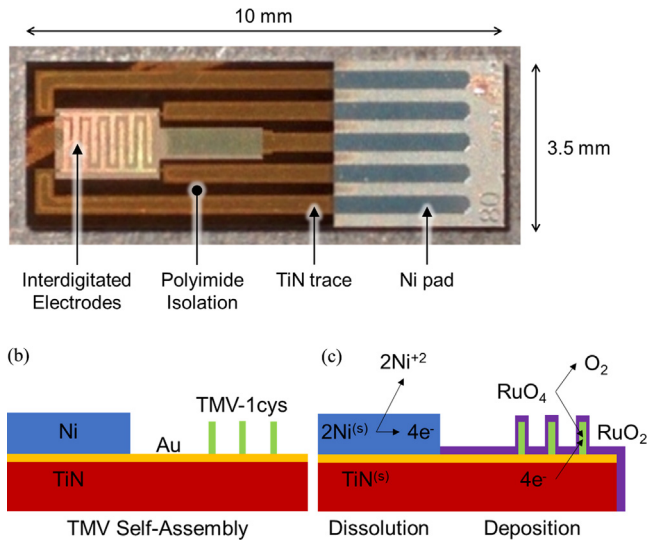 10 mm
3.5 mm
80
Interdigitated
Electrodes
Polyimide
Isolation
TiN trace
Ni pad
(b)
Ni
Au
TMV-1cys
TiN
TMV Self-Assembly
(c)
2Ni+2
O2
RuO4
RuO2
2Ni(s)
4e-
TiN(s)
4e-
Dissolution
Deposition